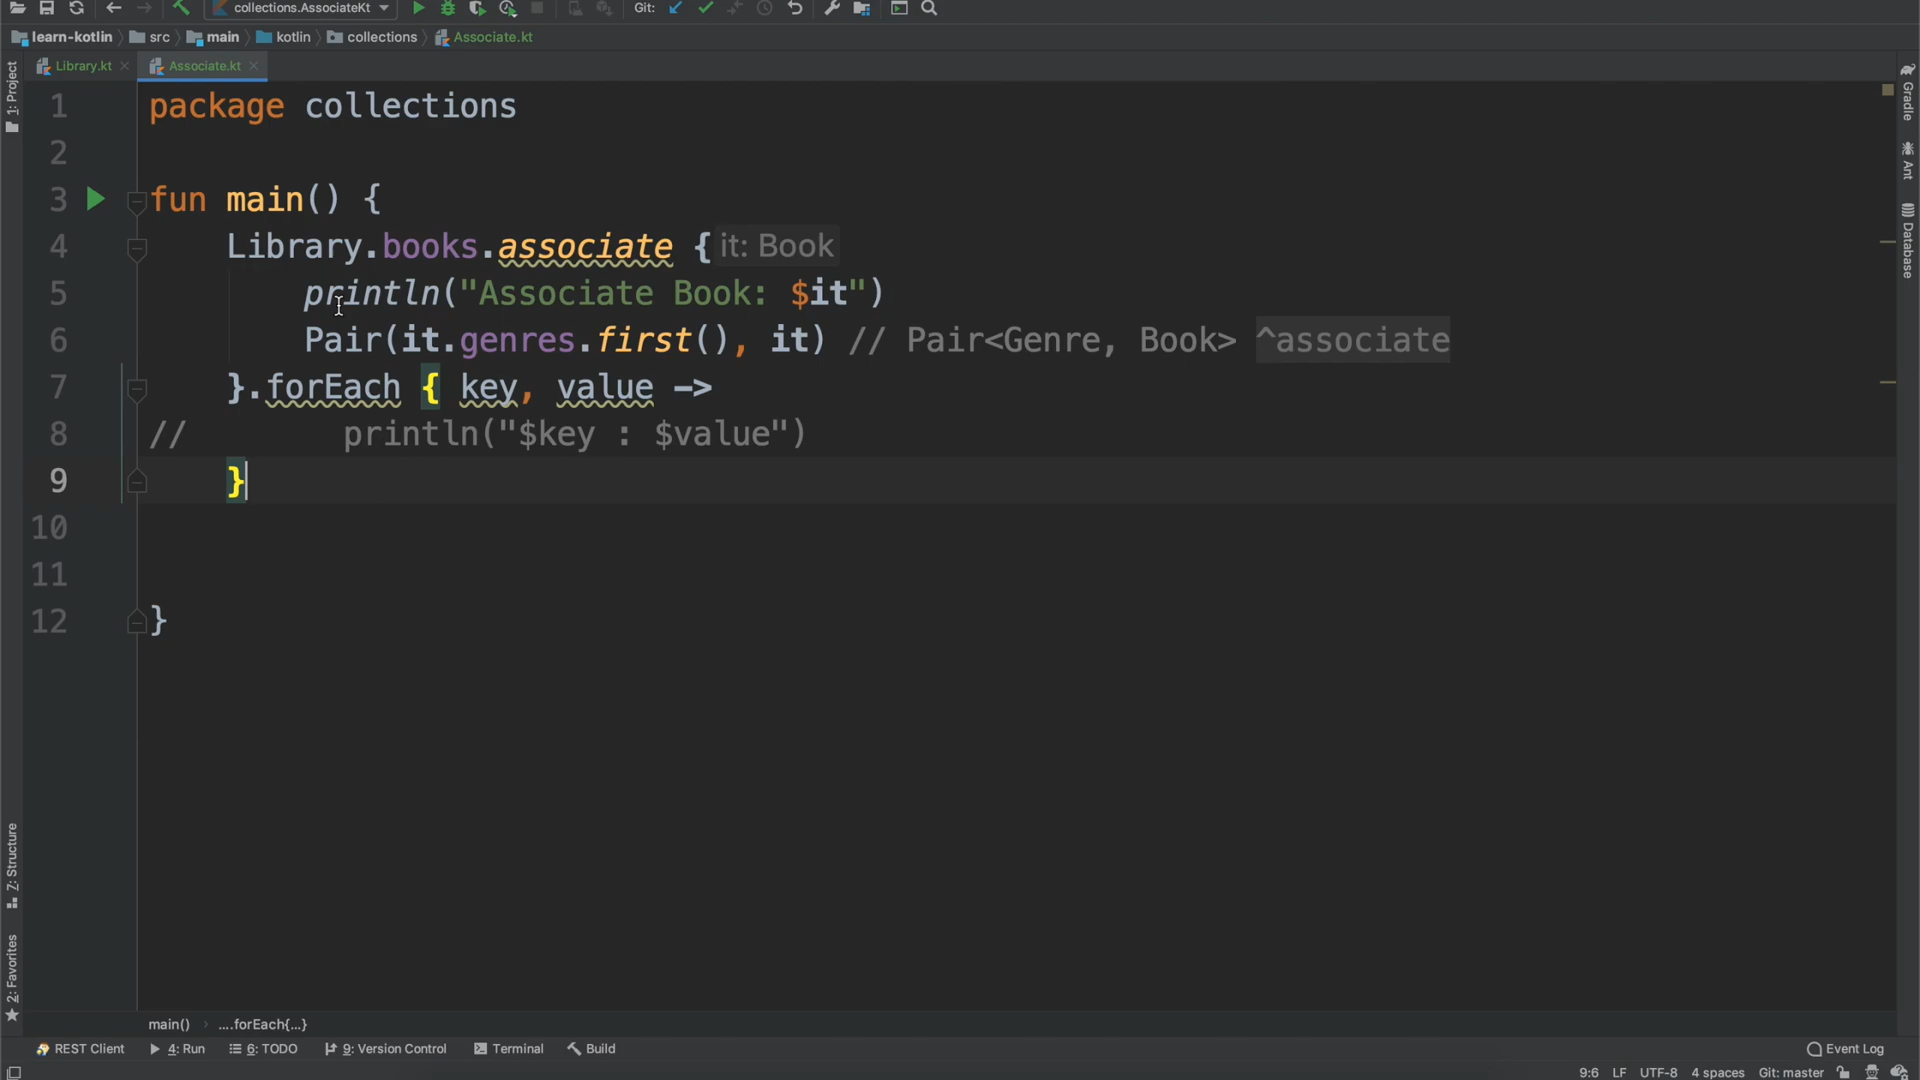 collections.AssociateKt Git:
learn-kotlin src main kotlin collections Associate.kt
Library.kt Associate.kt
1: Project
1 package collections
2
3 fun main() {
4 Library.books.associate { it: Book
5 println("Associate Book: $it")
6 Pair(it.genres.first(), it) // Pair<Genre, Book> ^associate
7 }.forEach { key, value ->
8 // println("$key : $value")
9 }
10
11
12 }
Gradle
Ant
Database
Z: Structure
2: Favorites
main() ....forEach{...}
REST Client 4: Run 6: TODO 9: Version Control Terminal Build Event Log
9:6 LF UTF-8 4 spaces Git: master